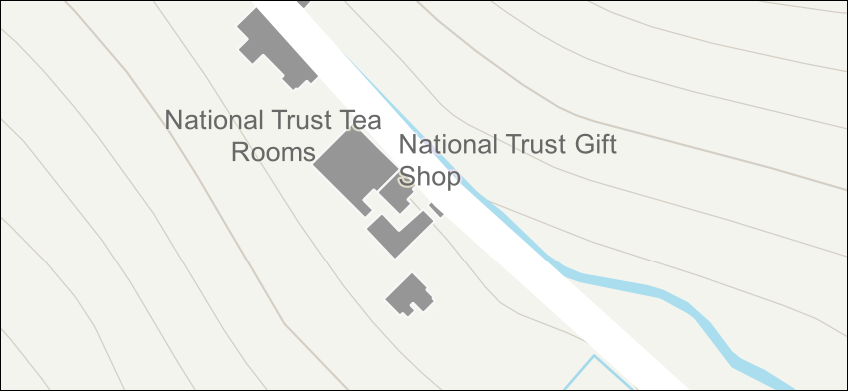 National Trust Tea
Rooms
National Trust Gift
Shop